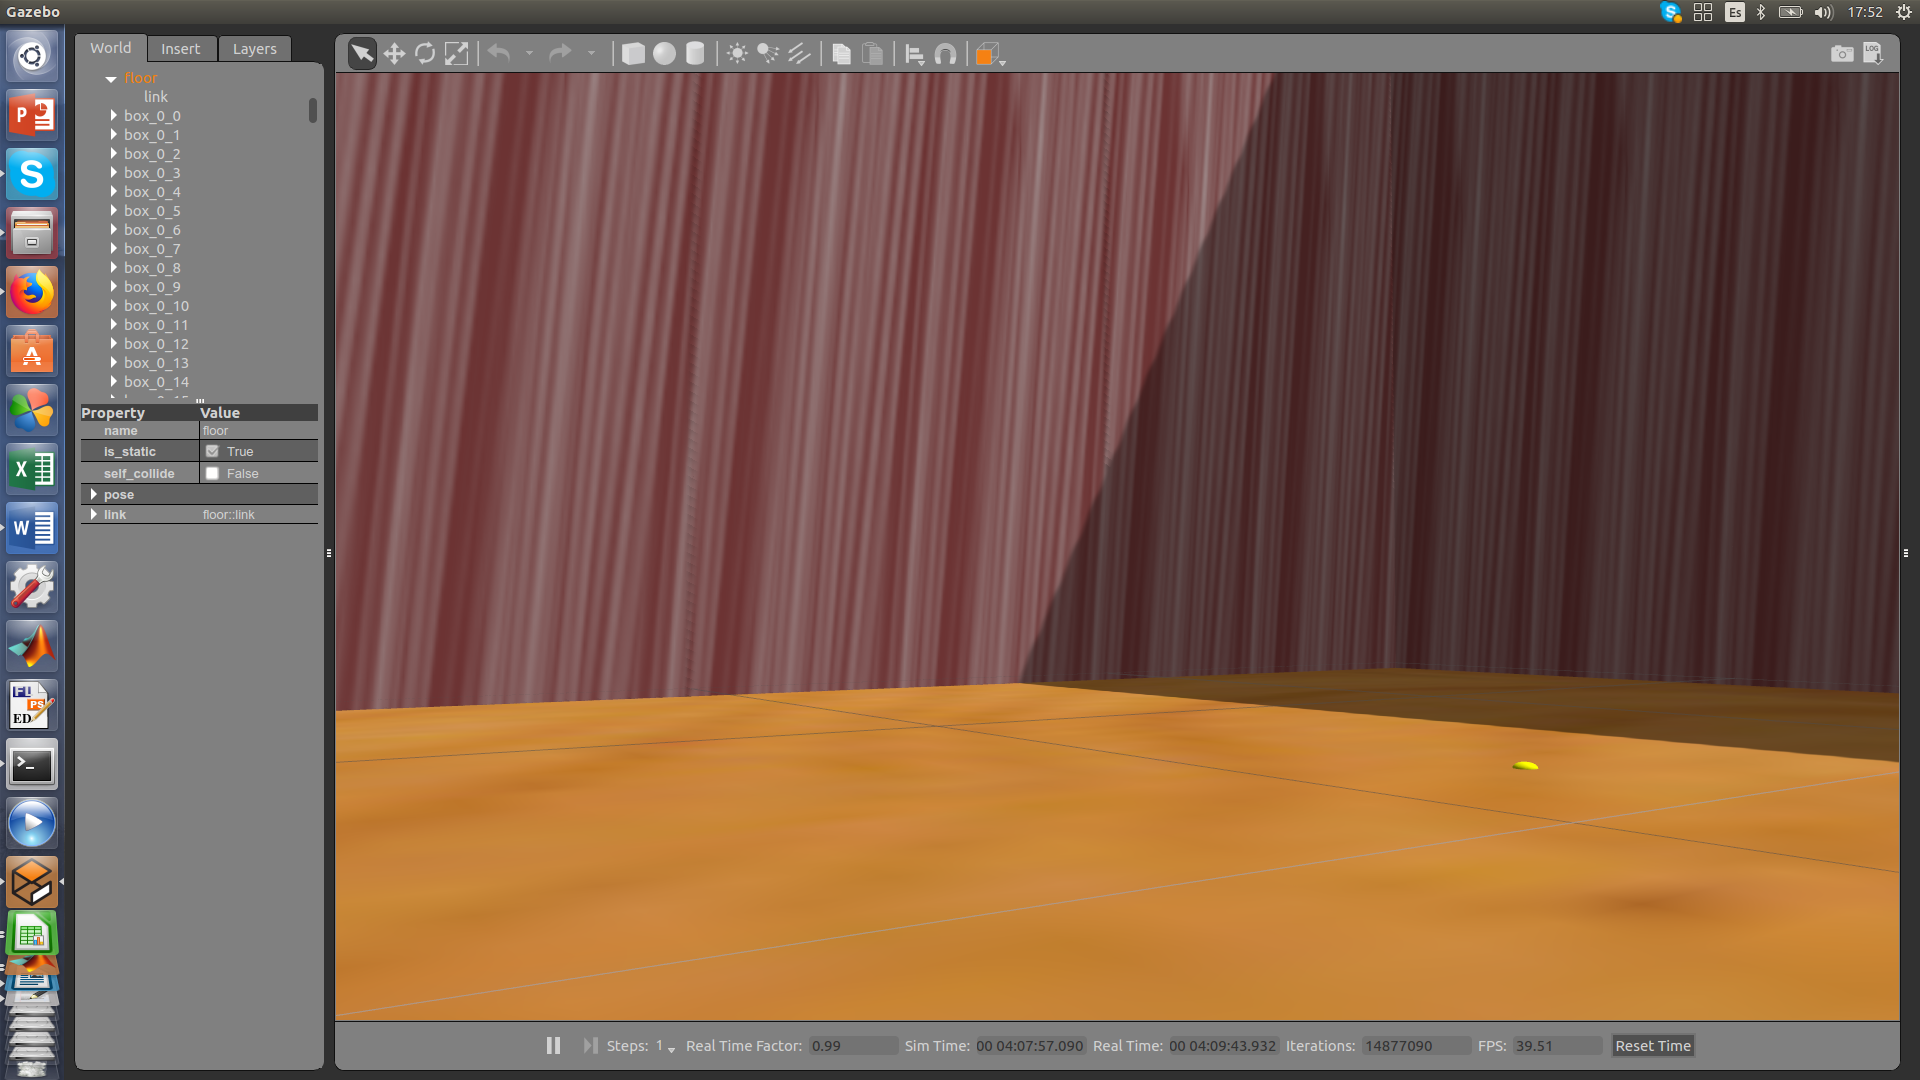 Gazebo
Es
17:52
World
Insert
Layers
LOG
floor
link
box_0_0
box_0_1
box_0_2
box_0_3
box_0_4
box_0_5
box_0_6
box_0_7
box_0_8
box_0_9
box_0_10
box_0_11
box_0_12
box_0_13
box_0_14
Property Value
name floor
is_static True
self_collide False
pose
link floor::link
Steps: 1 Real Time Factor: 0.99 Sim Time: 00 04:07:57.090 Real Time: 00 04:09:43.932 Iterations: 14877090 FPS: 39.51 Reset Time